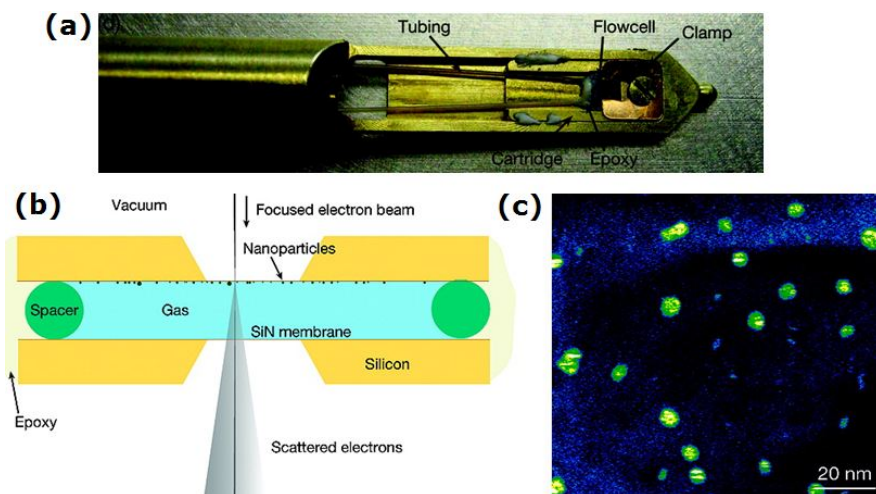 (a)
Tubing
Flowcell
Clamp
Cartridge
Epoxy
(b)
Vacuum
Focused electron beam
Nanoparticles
Spacer
Gas
SiN membrane
Silicon
Epoxy
Scattered electrons
(c)
20 nm